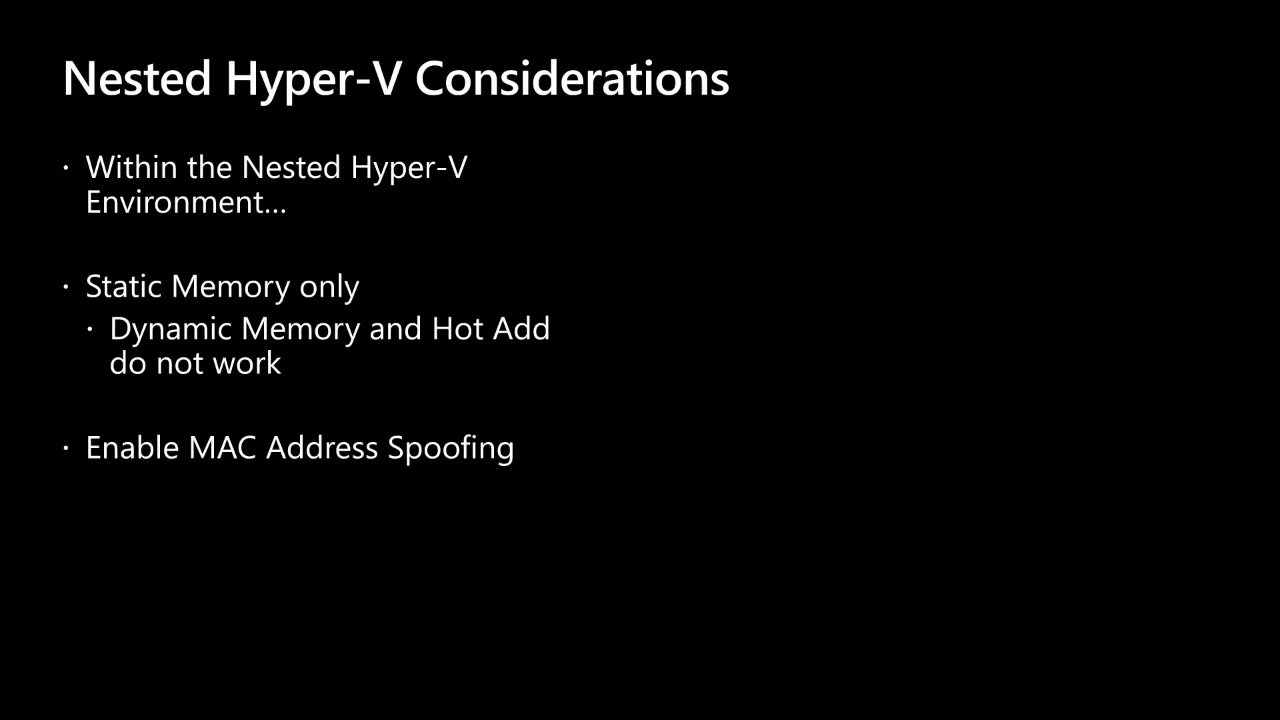 Nested Hyper-V Considerations
· Within the Nested Hyper-V
Environment...
· Static Memory only
· Dynamic Memory and Hot Add
do not work
· Enable MAC Address Spoofing